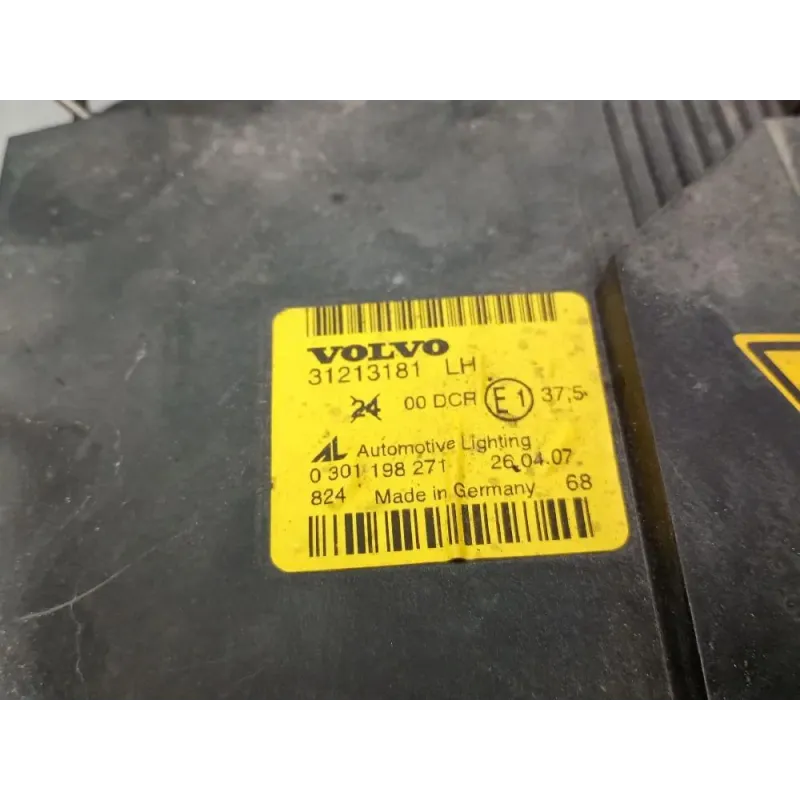 VOLVO
31213181 LH
24 00 DCR E1 37,5
AL Automotive Lighting
0 301 198 271 26.04.07
824 Made in Germany 68